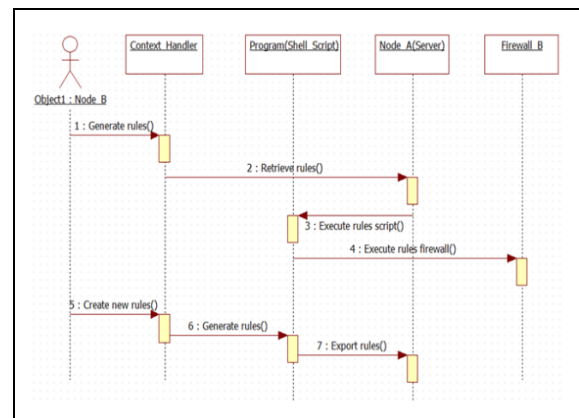 Context_Handler
Program(Shell_Script)
Node_A(Server)
Firewall_B
Object1 : Node_B
1 : Generate rules()
2 : Retrieve rules()
3 : Execute rules script()
4 : Execute rules firewall()
5 : Create new rules()
6 : Generate rules()
7 : Export rules()